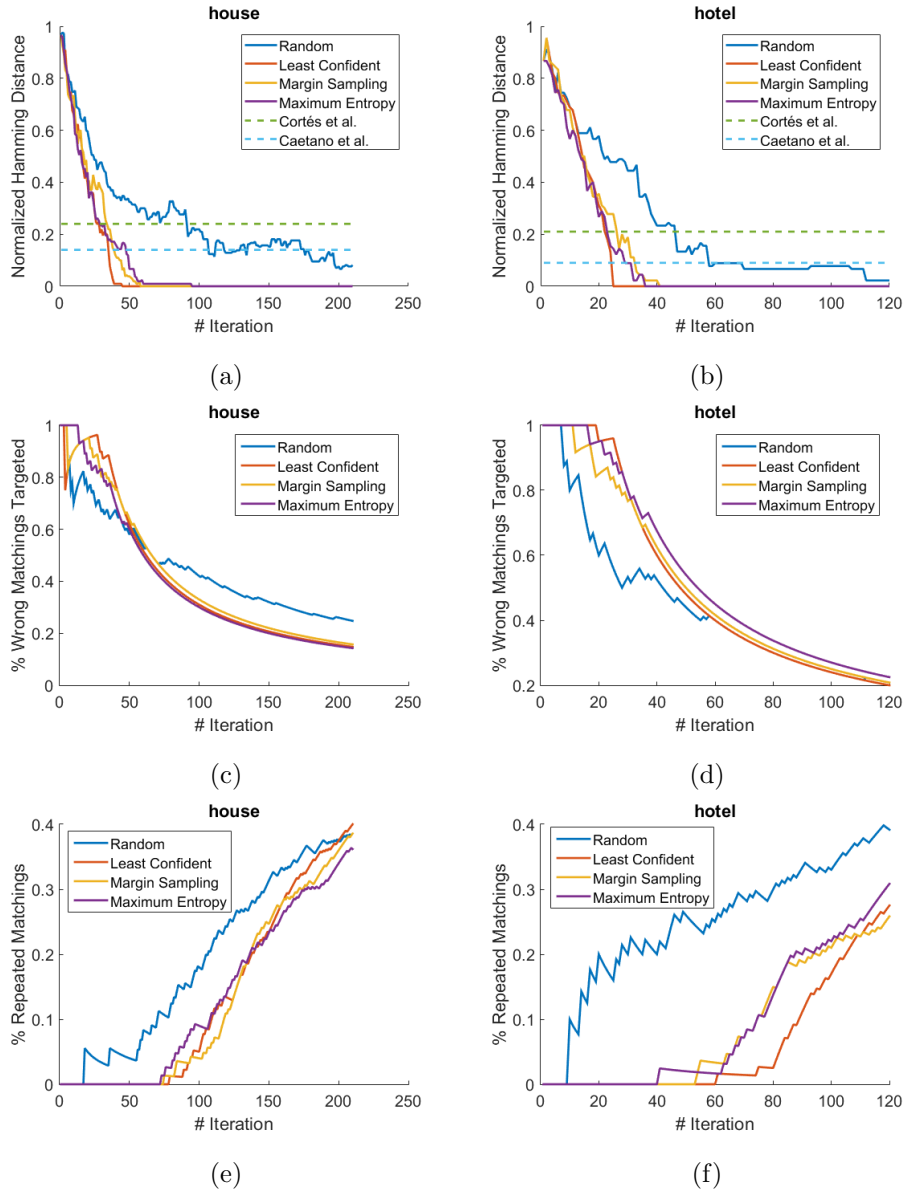 house
Normalized Hamming Distance
1
0.8
0.6
0.4
0.2
0
Random
Least Confident
Margin Sampling
Maximum Entropy
Cortés et al.
Caetano et al.
0 50 100 150 200 250
# Iteration
(a)
hotel
Normalized Hamming Distance
1
0.8
0.6
0.4
0.2
0
Random
Least Confident
Margin Sampling
Maximum Entropy
Cortés et al.
Caetano et al.
0 20 40 60 80 100 120
# Iteration
(b)
house
% Wrong Matchings Targeted
1
0.8
0.6
0.4
0.2
0
Random
Least Confident
Margin Sampling
Maximum Entropy
0 50 100 150 200 250
# Iteration
(c)
hotel
% Wrong Matchings Targeted
1
0.8
0.6
0.4
0.2
Random
Least Confident
Margin Sampling
Maximum Entropy
0 20 40 60 80 100 120
# Iteration
(d)
house
% Repeated Matchings
0.4
0.3
0.2
0.1
0
Random
Least Confident
Margin Sampling
Maximum Entropy
0 50 100 150 200 250
# Iteration
(e)
hotel
% Repeated Matchings
0.4
0.3
0.2
0.1
0
Random
Least Confident
Margin Sampling
Maximum Entropy
0 20 40 60 80 100 120
# Iteration
(f)